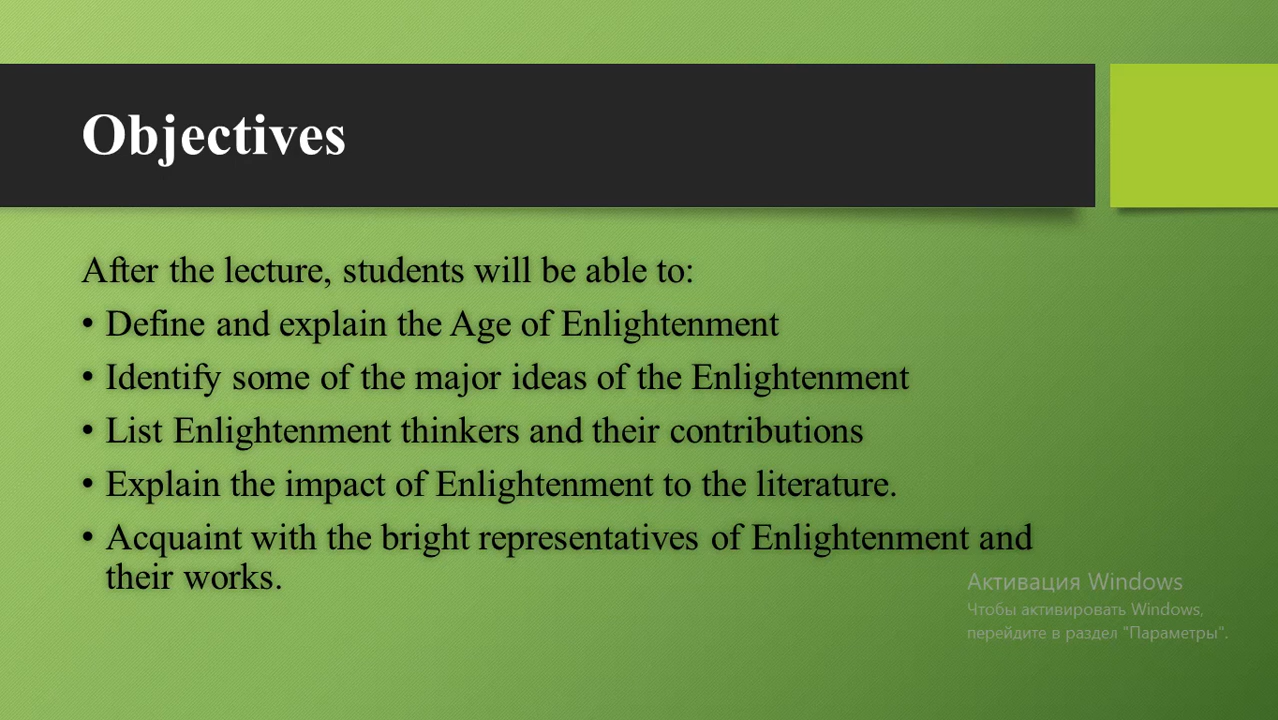 Objectives
After the lecture, students will be able to:
• Define and explain the Age of Enlightenment
• Identify some of the major ideas of the Enlightenment
• List Enlightenment thinkers and their contributions
• Explain the impact of Enlightenment to the literature.
• Acquaint with the bright representatives of Enlightenment and
their works.
Активация Windows
Чтобы активировать Windows,
перейдите в раздел "Параметры".